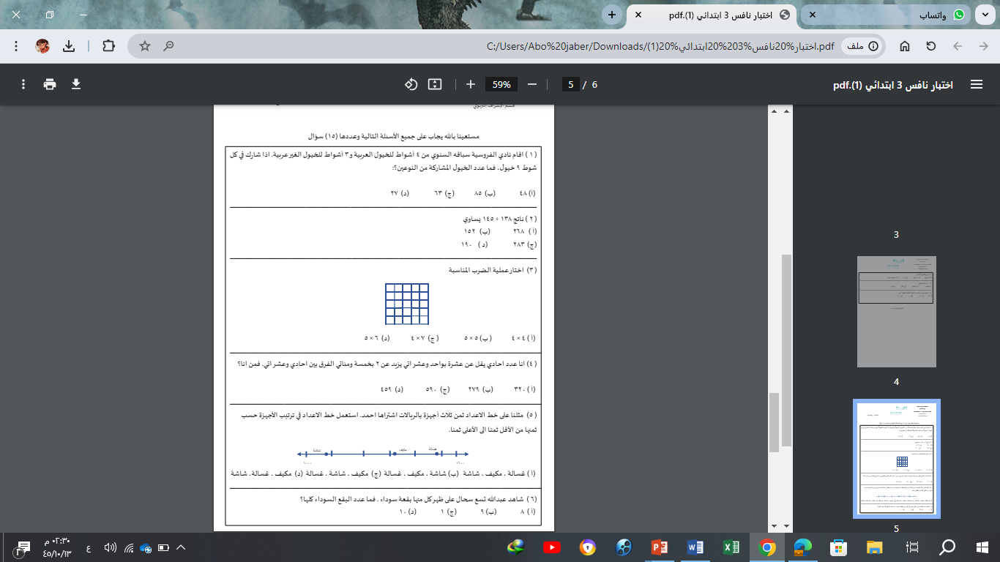 واتساب
اختبار نافس 3 ابتدائي (1).pdf
ملف
C:/Users/Abo%20jaber/Downloads/اختبار%20نافس%203%20ابتدائي%20(1).pdf
اختبار نافس 3 ابتدائي (1).pdf
5 / 6
59%
قسم الإشراف التربوي
مستعينا بالله يجاب على جميع الأسئلة التالية وعددها (١٥) سؤال
(١) اقام نادي الفروسية سباقه السنوي من ٤ أشواط للخيول العربية و٣ أشواط للخيول الغير عربية. اذا شارك في كل
شوط ٩ خيول. فما عدد الخيول المشاركة من النوعين؟:
(أ) ٤٨ (ب) ٨٥ (ج) ٦٣ (د) ٢٧
(٢) ناتج ١٣٨ + ١٤٥ يساوي
(أ) ٢٦٨ (ب) ١٥٢
(ج) ٢٨٣ (د) ١٩٠
(٣) اختار عملية الضرب المناسبة
(أ) ٤ × ٤ (ب) ٥ × ٥ (ج) ٧ × ٤ (د) ٦ × ٥
(٤) انا عدد احادي يقل عن عشرة بواحد وعشر اتي يزيد عن ٢ بخمسة ومئاتي الفرق بين احادي وعشر اتي. فمن انا؟
(أ) ٣٢٠ (ب) ٢٧٩ (ج) ٥٩٠ (د) ٤٥٩
(٥) مثلنا على خط الاعداد ثمن ثلاث أجهزة بالريالات اشتراها احمد. استعمل خط الاعداد في ترتيب الأجهزة حسب
ثمنها من الأقل ثمنا الى الأعلى ثمنا.
شاشة مكيف غسالة
١٠٠٠ ١٦٠٠
(أ) غسالة ، مكيف ، شاشة (ب) شاشة ، مكيف ، غسالة (ج) مكيف ، شاشة ، غسالة (د) مكيف ، غسالة، شاشة
(٦) شاهد عبدالله تسع سحال على ظهر كل منها بقعة سوداء . فما عدد البقع السوداء كلها؟
(أ) ٨ (ب) ٩ (ج) ١ (د) ١٠
3
4
5
٠٢:٣٠ م
٤٥/١٠/١٣
ع
٢